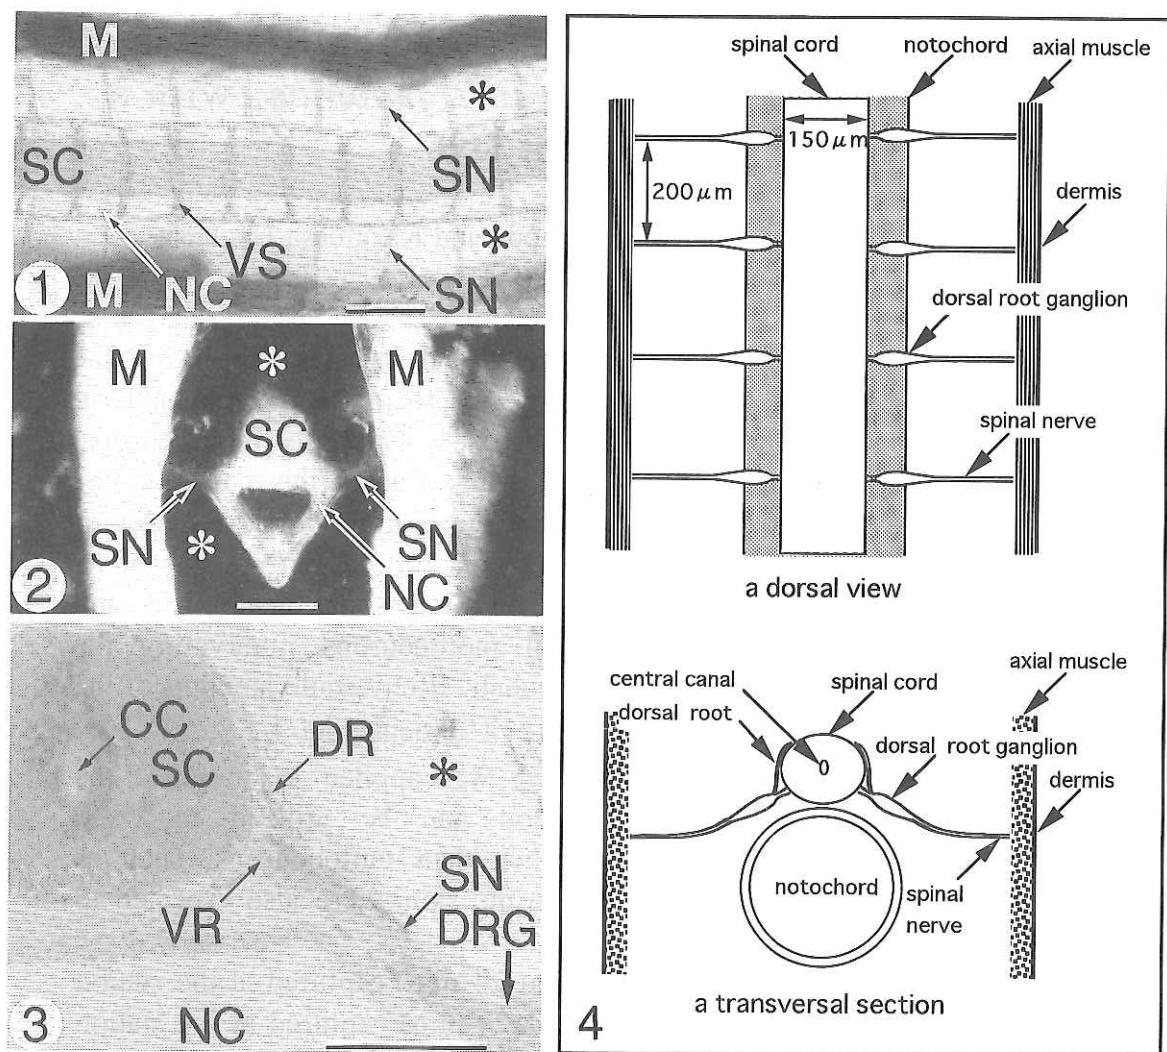 M
*
SN
SC
*
VS
1
M
NC
SN
M
*
M
SC
SN
*
SN
NC
2
CC
SC
DR
*
SN
VR
DRG
3
NC
spinal cord
notochord
axial muscle
150 μm
200 μm
dermis
dorsal root ganglion
spinal nerve
a dorsal view
axial muscle
central canal
spinal cord
dorsal root
dorsal root ganglion
dermis
notochord
spinal
nerve
a transversal section
4